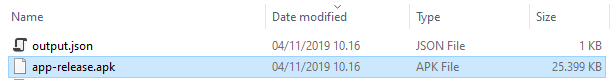 Name Date modified Type Size
output.json 04/11/2019 10.16 JSON File 1 KB
app-release.apk 04/11/2019 10.16 APK File 25.399 KB